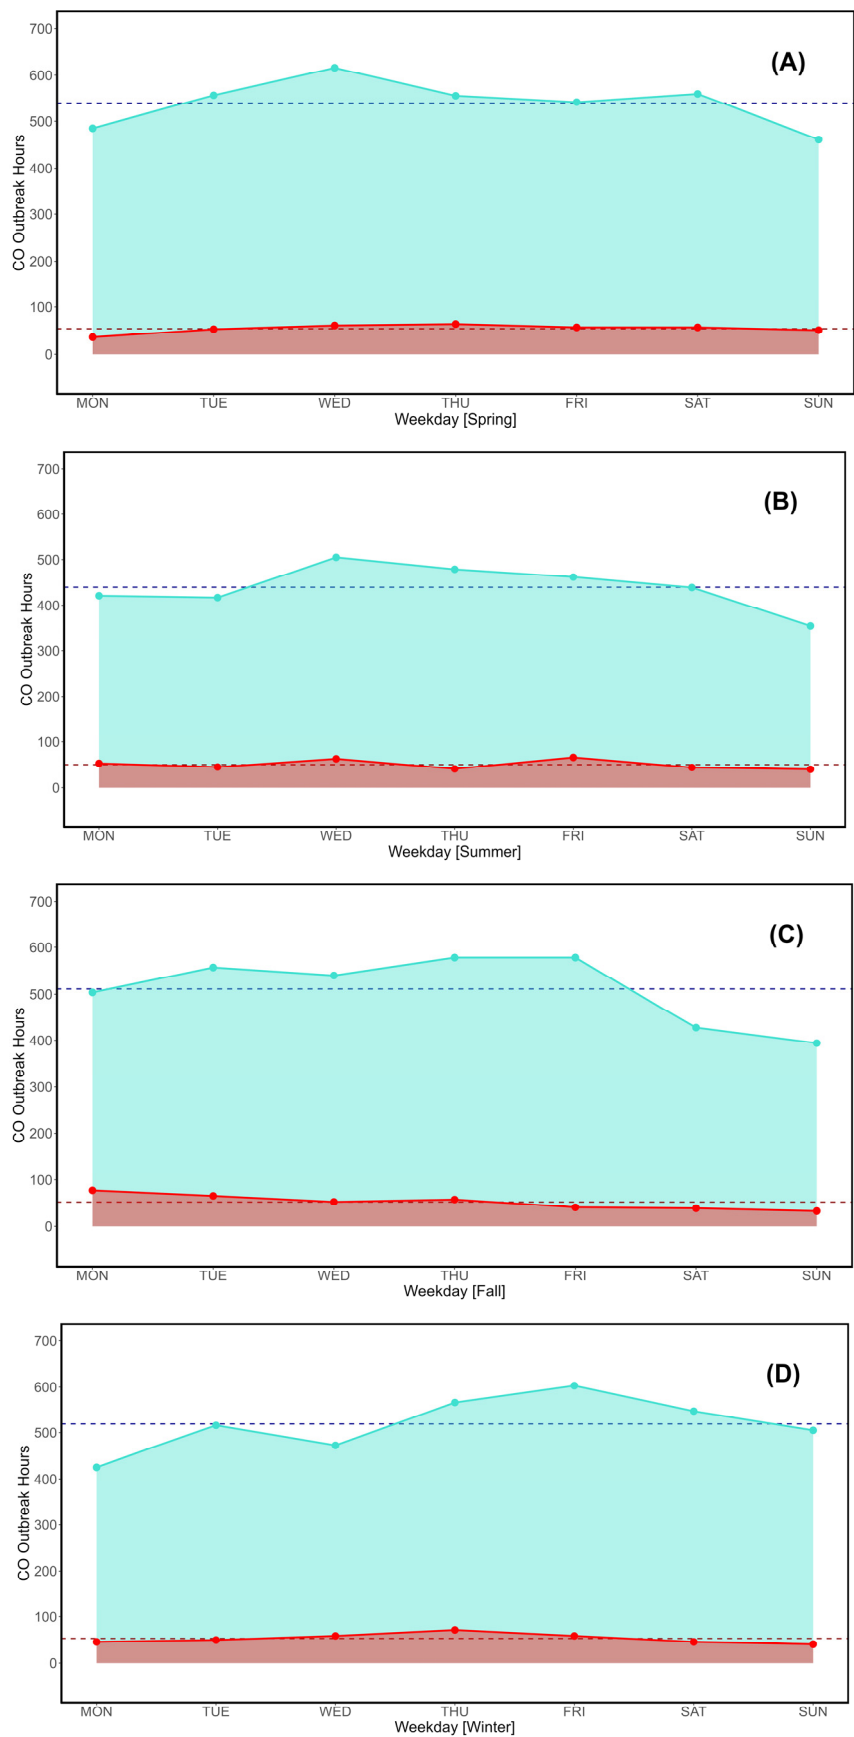 (A)
CO Outbreak Hours
700
600
500
400
300
200
100
0
MON TUE WED THU FRI SAT SUN
Weekday [Spring]
(B)
CO Outbreak Hours
700
600
500
400
300
200
100
0
MON TUE WED THU FRI SAT SUN
Weekday [Summer]
(C)
CO Outbreak Hours
700
600
500
400
300
200
100
0
MON TUE WED THU FRI SAT SUN
Weekday [Fall]
(D)
CO Outbreak Hours
700
600
500
400
300
200
100
0
MON TUE WED THU FRI SAT SUN
Weekday [Winter]